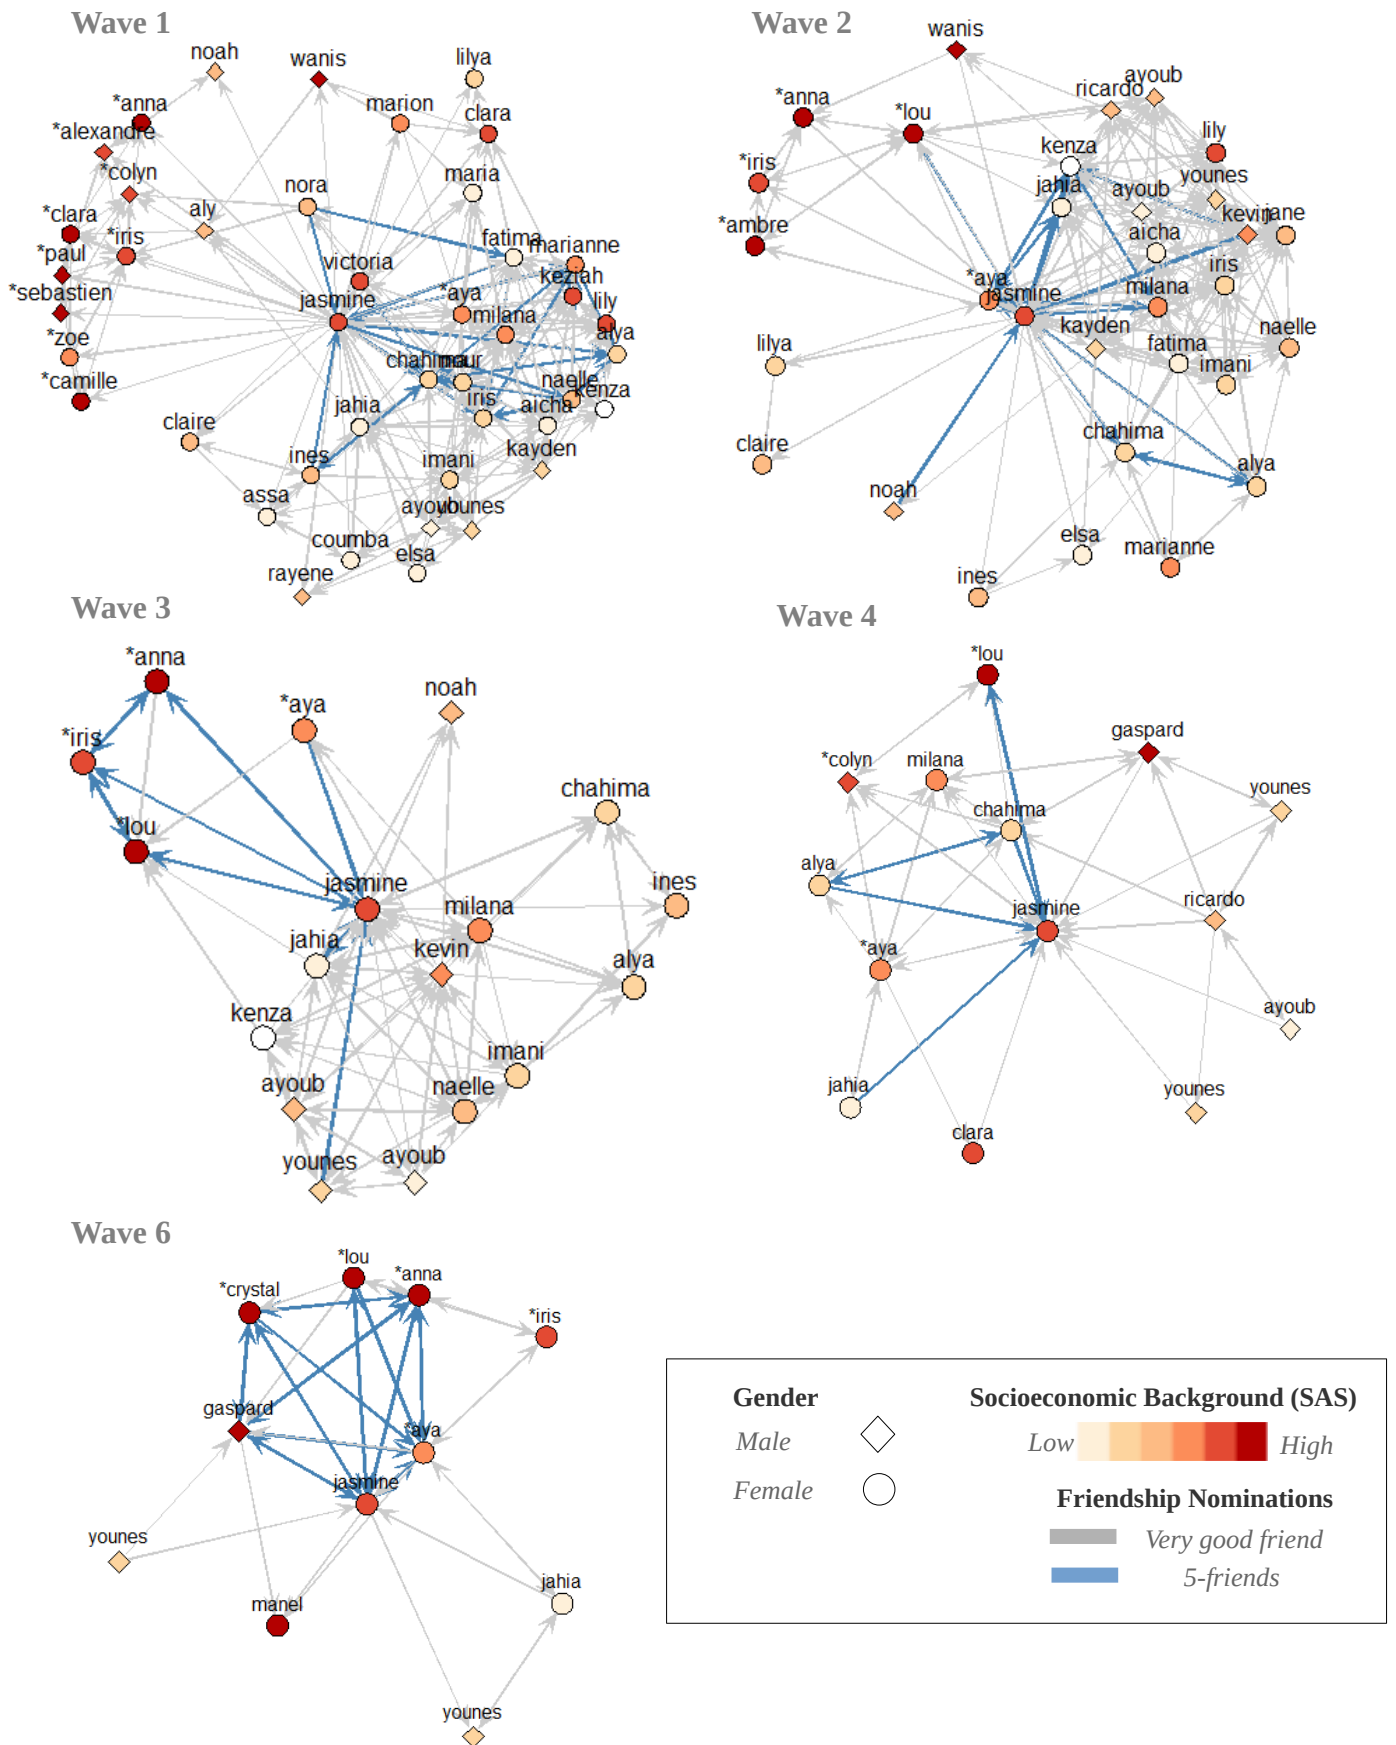 Wave 1
noah
wanis
lilya
*anna
marion
clara
*alexandre
*colyn
maria
nora
*clara
aly
*iris
fatima
marianne
*paul
victoria
keziah
*sebastien
jasmine
*aya
lily
milana
*zoe
alya
chahima
nour
*camille
naelle
kenza
jahia
iris
aicha
claire
kayden
ines
imani
assa
ayoub
younes
coumba
elsa
rayene
Wave 2
wanis
ayoub
ricardo
*anna
*lou
lily
kenza
*iris
younes
jahia
ayoub
kevin
jane
*ambre
aicha
iris
*aya
jasmine
milana
kayden
naelle
lilya
fatima
imani
claire
chahima
alya
noah
elsa
marianne
ines
Wave 3
*anna
noah
*aya
*iris
chahima
*lou
jasmine
ines
milana
jahia
kevin
alya
kenza
imani
ayoub
naelle
younes
ayoub
Wave 4
*lou
gaspard
*colyn
milana
younes
chahima
alya
jasmine
ricardo
*aya
ayoub
jahia
younes
clara
Wave 6
*lou
*anna
*crystal
*iris
gaspard
*aya
jasmine
younes
jahia
manel
younes
Gender
Male
Female
Socioeconomic Background (SAS)
Low High
Friendship Nominations
Very good friend
5-friends